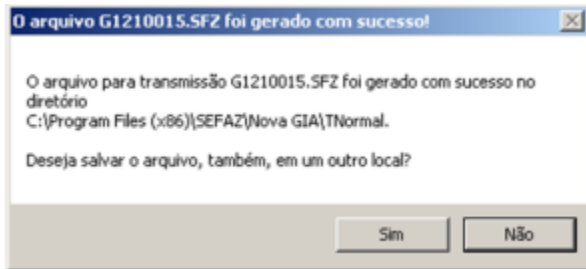 O arquivo G1210015.SFZ foi gerado com sucesso!
O arquivo para transmissão G1210015.SFZ foi gerado com sucesso no
diretório
C:\Program Files (x86)\SEFAZ\Nova GIA\TNormal.
Deseja salvar o arquivo, também, em um outro local?
Sim
Não